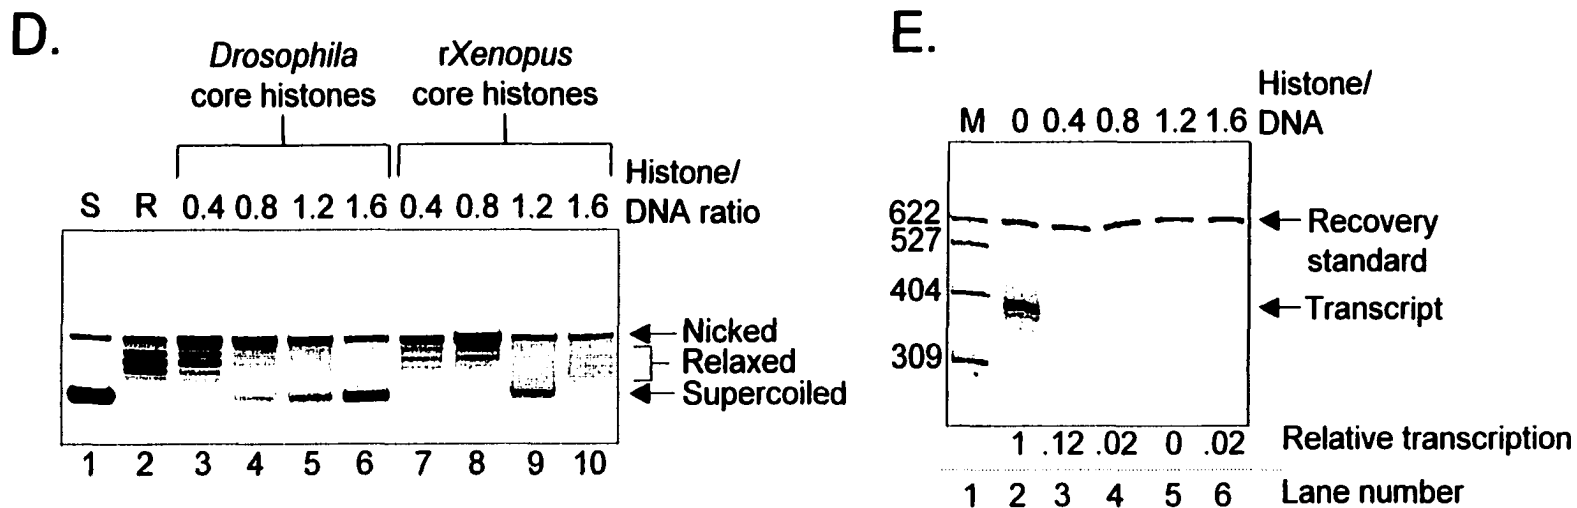 D.
Drosophila
core histones
rXenopus
core histones
Histone/
DNA ratio
S R 0.4 0.8 1.2 1.6 0.4 0.8 1.2 1.6
Nicked
Relaxed
Supercoiled
1 2 3 4 5 6 7 8 9 10
E.
Histone/
DNA
M 0 0.4 0.8 1.2 1.6
622
527
404
309
Recovery
standard
Transcript
1 .12 .02 0 .02 Relative transcription
1 2 3 4 5 6 Lane number